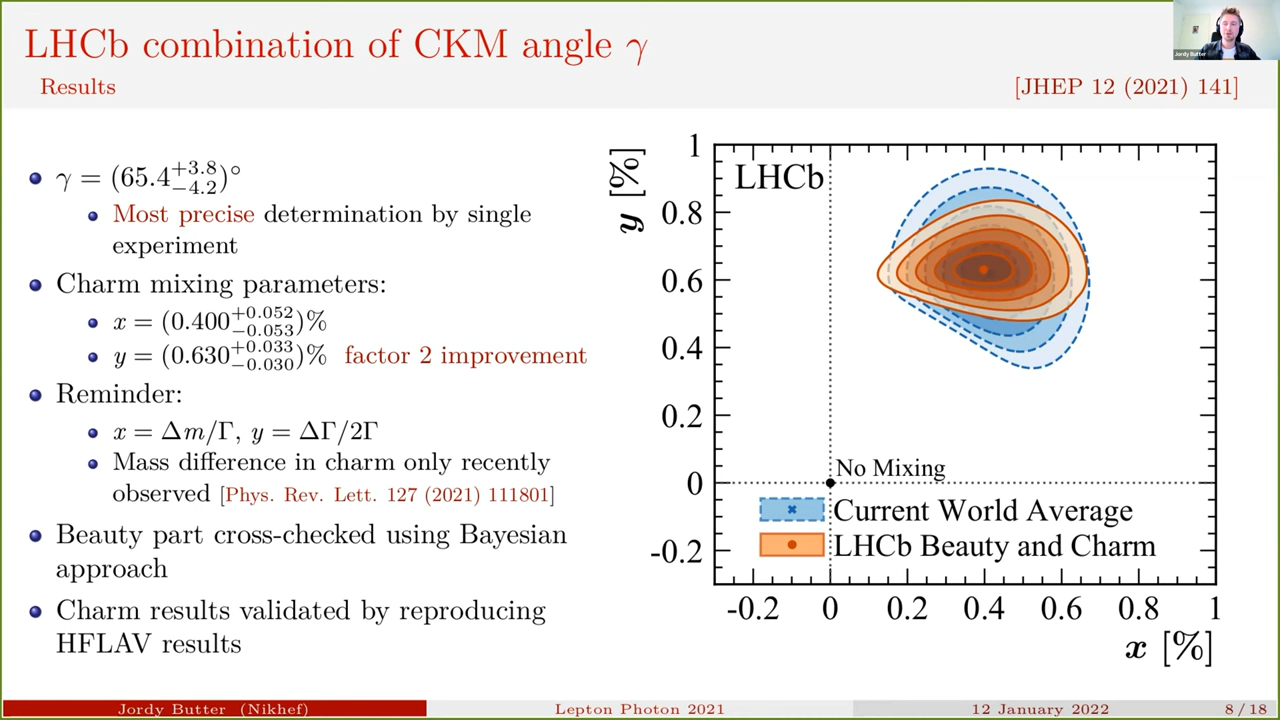 LHCb combination of CKM angle γ
Results
[JHEP 12 (2021) 141]
Jordy Butter
γ = (65.4 +3.8 −4.2)°
Most precise determination by single
experiment
Charm mixing parameters:
x = (0.400 +0.052 −0.053)%
y = (0.630 +0.033 −0.030)% factor 2 improvement
Reminder:
x = Δm/Γ, y = ΔΓ/2Γ
Mass difference in charm only recently
observed [Phys. Rev. Lett. 127 (2021) 111801]
Beauty part cross-checked using Bayesian
approach
Charm results validated by reproducing
HFLAV results
y [%]
1
0.8
0.6
0.4
0.2
0
-0.2
LHCb
No Mixing
Current World Average
LHCb Beauty and Charm
-0.2 0 0.2 0.4 0.6 0.8 1
x [%]
Jordy Butter (Nikhef) Lepton Photon 2021 12 January 2022 8 / 18